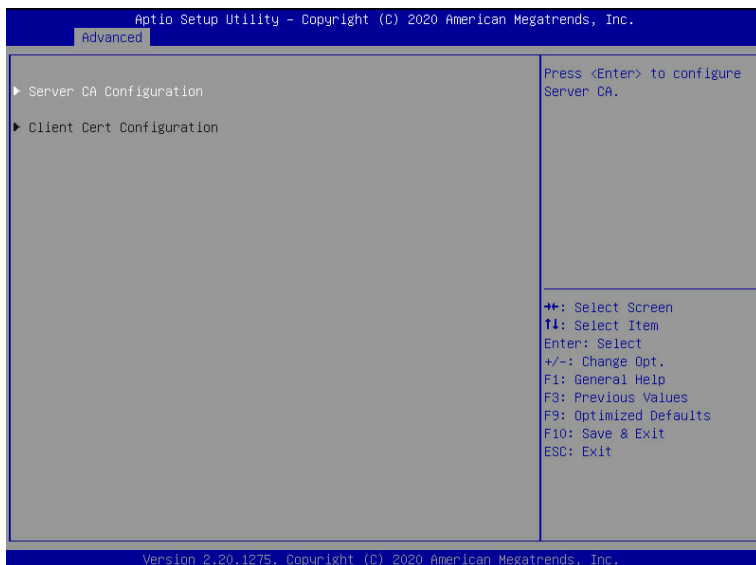 Aptio Setup Utility – Copyright (C) 2020 American Megatrends, Inc.
Advanced
▶ Server CA Configuration
▶ Client Cert Configuration
Press <Enter> to configure
Server CA.
→←: Select Screen
↑↓: Select Item
Enter: Select
+/-: Change Opt.
F1: General Help
F3: Previous Values
F9: Optimized Defaults
F10: Save & Exit
ESC: Exit
Version 2.20.1275. Copyright (C) 2020 American Megatrends, Inc.